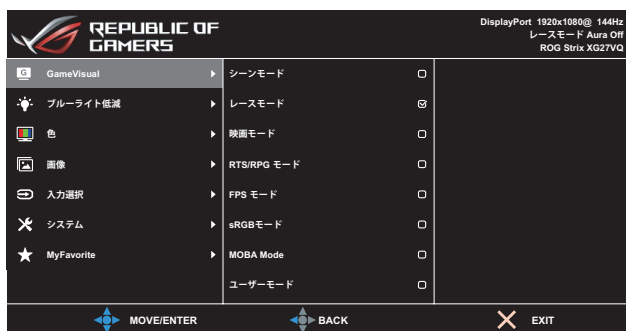 REPUBLIC OF
GAMERS
DisplayPort 1920x1080@ 144Hz
レースモード Aura Off
ROG Strix XG27VQ
G
GameVisual
ブルーライト低減
色
画像
入力選択
システム
MyFavorite
シーンモード
レースモード
映画モード
RTS/RPG モード
FPS モード
sRGBモード
MOBA Mode
ユーザーモード
MOVE/ENTER
BACK
EXIT